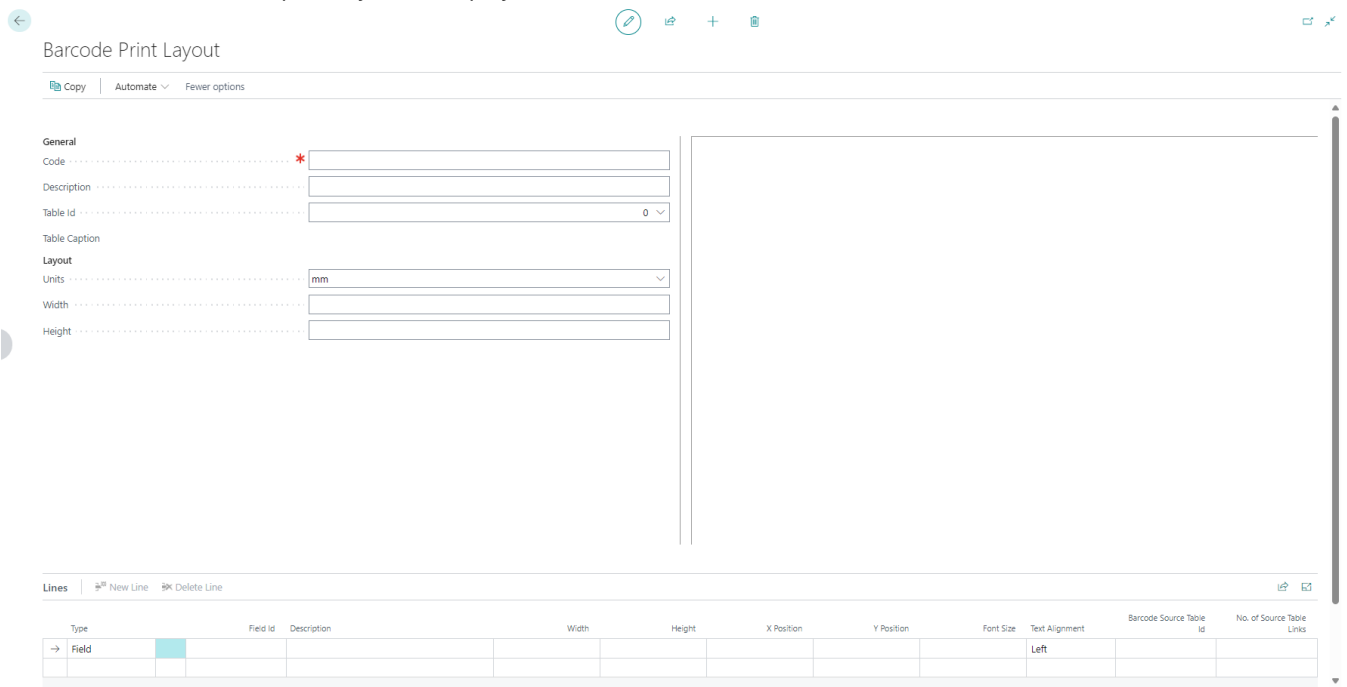 Barcode Print Layout
Copy Automate Fewer options
General
Code *
Description
Table Id 0
Table Caption
Layout
Units mm
Width
Height
Lines New Line Delete Line
Type Field Id Description Width Height X Position Y Position Font Size Text Alignment Barcode Source Table Id No. of Source Table Links
Field Left